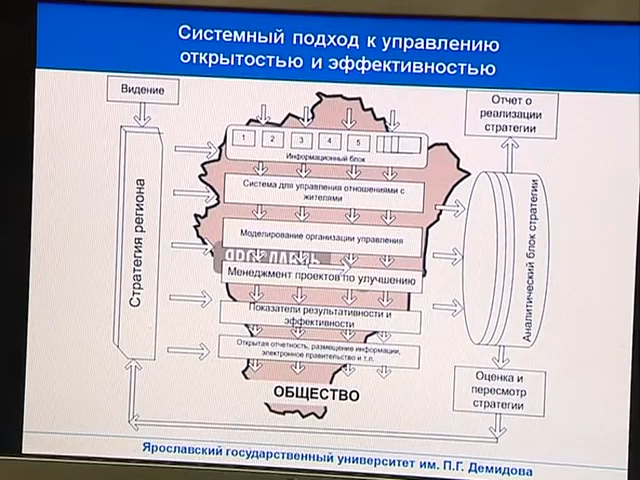 Системный подход к управлению
открытостью и эффективностью
Видение
Отчет о
реализации
стратегии
1 2 3 4 5
Информационный блок
Система для управления отношениями с
жителями
Моделирование организации управления
ЯРОСЛАВЛЬ
Менеджмент проектов по улучшению
Показатели результативности и
эффективности
Открытая отчетность, размещение информации,
электронное правительство и т.п.
ОБЩЕСТВО
Стратегия региона
Аналитический блок стратегии
Оценка и
пересмотр
стратегии
Ярославский государственный университет им. П.Г. Демидова